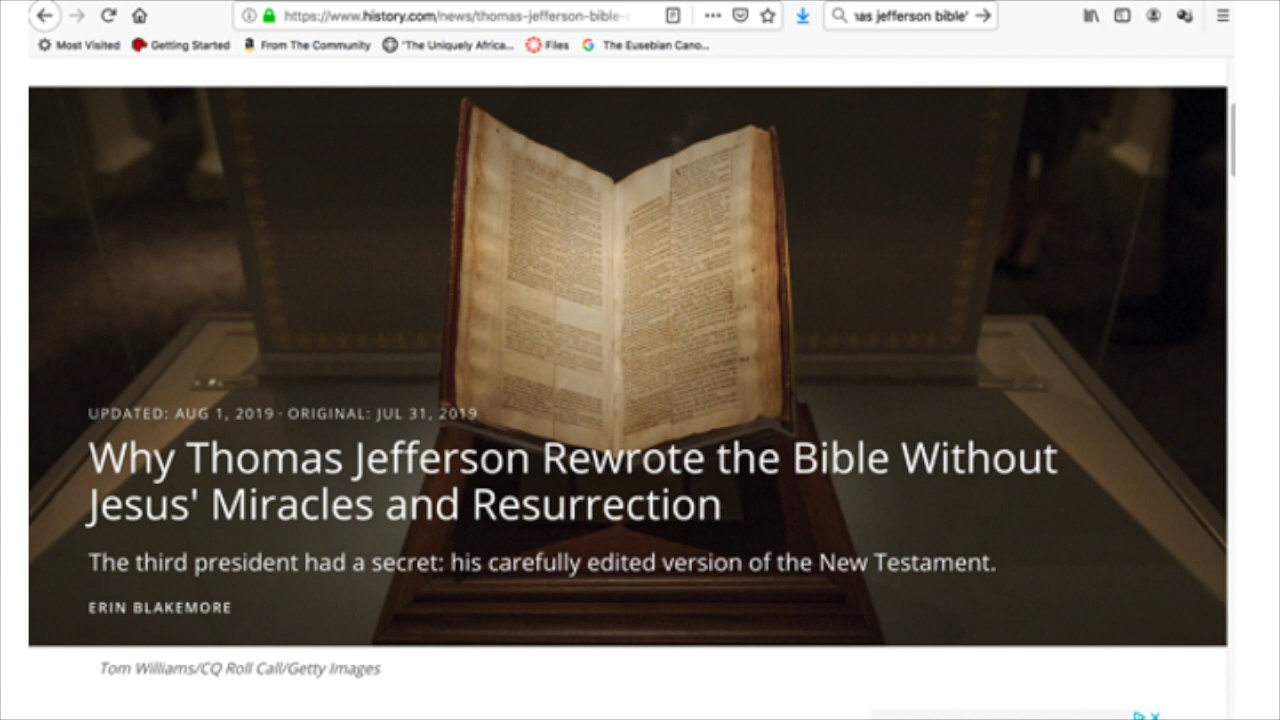 https://www.history.com/news/thomas-jefferson-bible-
as jefferson bible'
Most Visited Getting Started From The Community 'The Uniquely Africa... Files The Eusebian Cano...
UPDATED: AUG 1, 2019 · ORIGINAL: JUL 31, 2019
Why Thomas Jefferson Rewrote the Bible Without
Jesus' Miracles and Resurrection
The third president had a secret: his carefully edited version of the New Testament.
ERIN BLAKEMORE
Tom Williams/CQ Roll Call/Getty Images